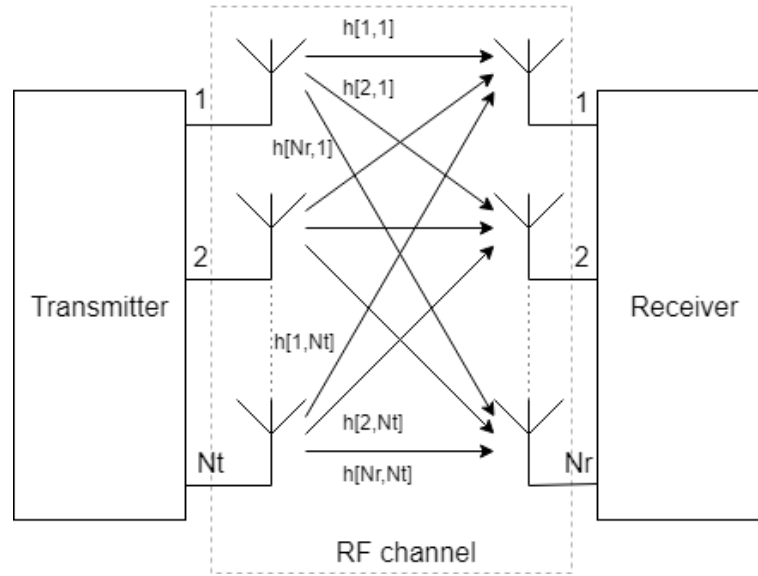 h[1,1]
1
h[2,1]
1
h[Nr,1]
2
2
Transmitter
Receiver
h[1,Nt]
h[2,Nt]
Nt
Nr
h[Nr,Nt]
RF channel